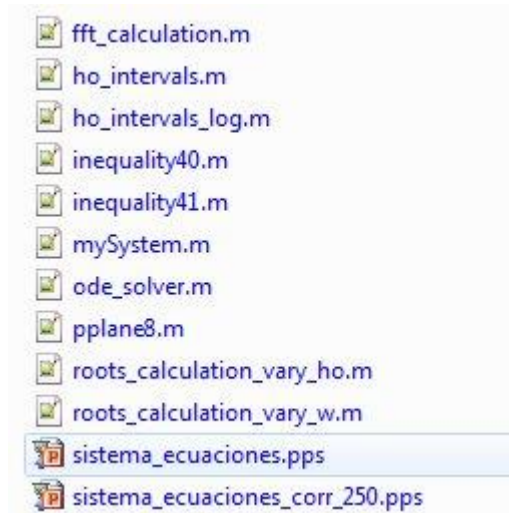 fft_calculation.m
ho_intervals.m
ho_intervals_log.m
inequality40.m
inequality41.m
mySystem.m
ode_solver.m
pplane8.m
roots_calculation_vary_ho.m
roots_calculation_vary_w.m
sistema_ecuaciones.pps
sistema_ecuaciones_corr_250.pps